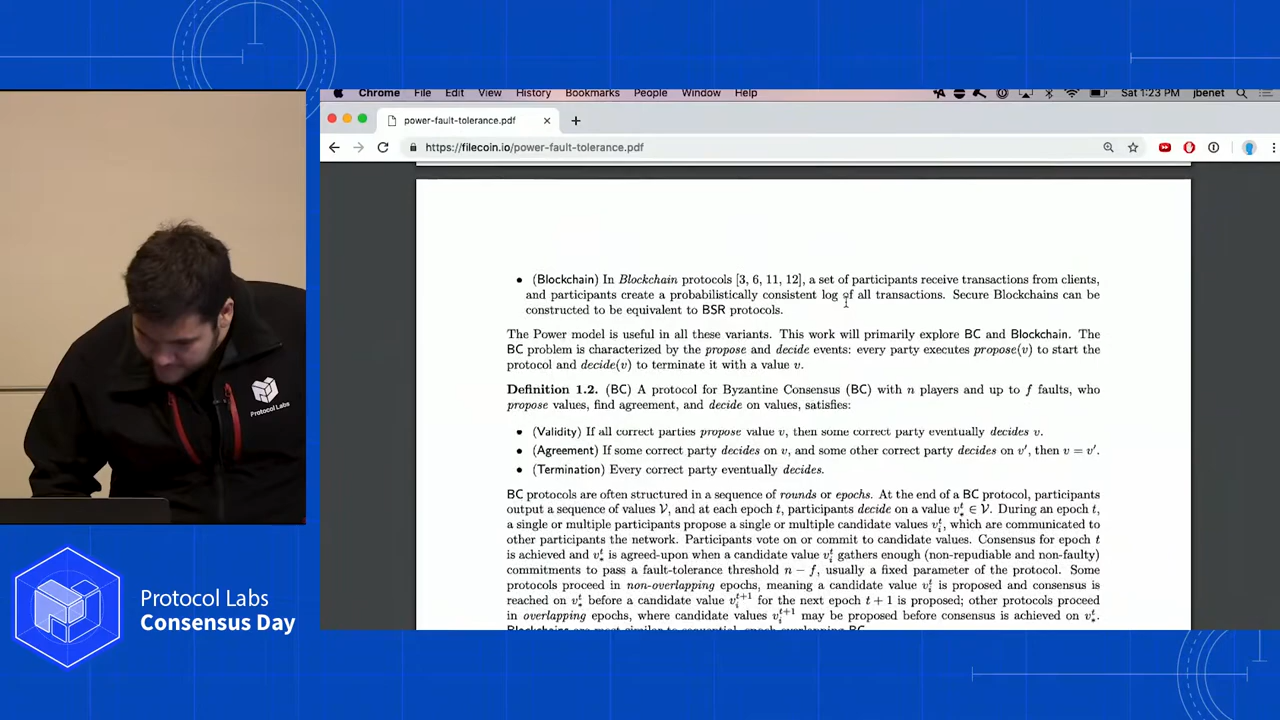 Chrome File Edit View History Bookmarks People Window Help Sat 1:23 PM jbenet
power-fault-tolerance.pdf
https://filecoin.io/power-fault-tolerance.pdf
• (Blockchain) In Blockchain protocols [3, 6, 11, 12], a set of participants receive transactions from clients,
and participants create a probabilistically consistent log of all transactions. Secure Blockchains can be
constructed to be equivalent to BSR protocols.
The Power model is useful in all these variants. This work will primarily explore BC and Blockchain. The
BC problem is characterized by the propose and decide events: every party executes propose(v) to start the
protocol and decide(v) to terminate it with a value v.
Definition 1.2. (BC) A protocol for Byzantine Consensus (BC) with n players and up to f faults, who
propose values, find agreement, and decide on values, satisfies:
• (Validity) If all correct parties propose value v, then some correct party eventually decides v.
• (Agreement) If some correct party decides on v, and some other correct party decides on v′, then v = v′.
• (Termination) Every correct party eventually decides.
BC protocols are often structured in a sequence of rounds or epochs. At the end of a BC protocol, participants
output a sequence of values V, and at each epoch t, participants decide on a value v*^t ∈ V. During an epoch t,
a single or multiple participants propose a single or multiple candidate values v_i^t, which are communicated to
other participants the network. Participants vote on or commit to candidate values. Consensus for epoch t
is achieved and v*^t is agreed-upon when a candidate value v_i^t gathers enough (non-repudiable and non-faulty)
commitments to pass a fault-tolerance threshold n − f, usually a fixed parameter of the protocol. Some
protocols proceed in non-overlapping epochs, meaning a candidate value v_i^t is proposed and consensus is
reached on v*^t before a candidate value v_i^t+1 for the next epoch t + 1 is proposed; other protocols proceed
in overlapping epochs, where candidate values v_i^t+1 may be proposed before consensus is achieved on v*^t.
Blockchains are most similar to sequential, epoch overlapping BC.
Protocol Labs
Protocol Labs
Consensus Day